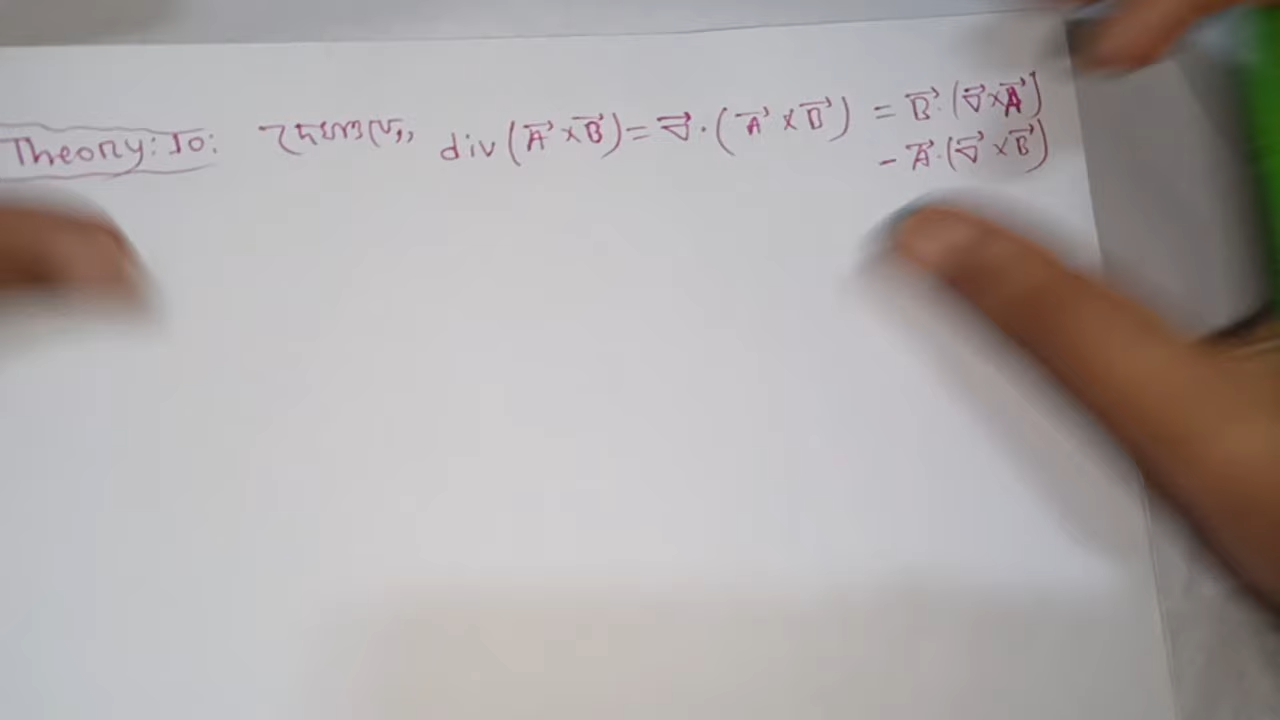 Theory: 10: দেখাও যে, div(A⃗ × B⃗) = ∇⃗ · (A⃗ × B⃗) = B⃗ · (∇⃗ × A⃗)
- A⃗ · (∇⃗ × B⃗)